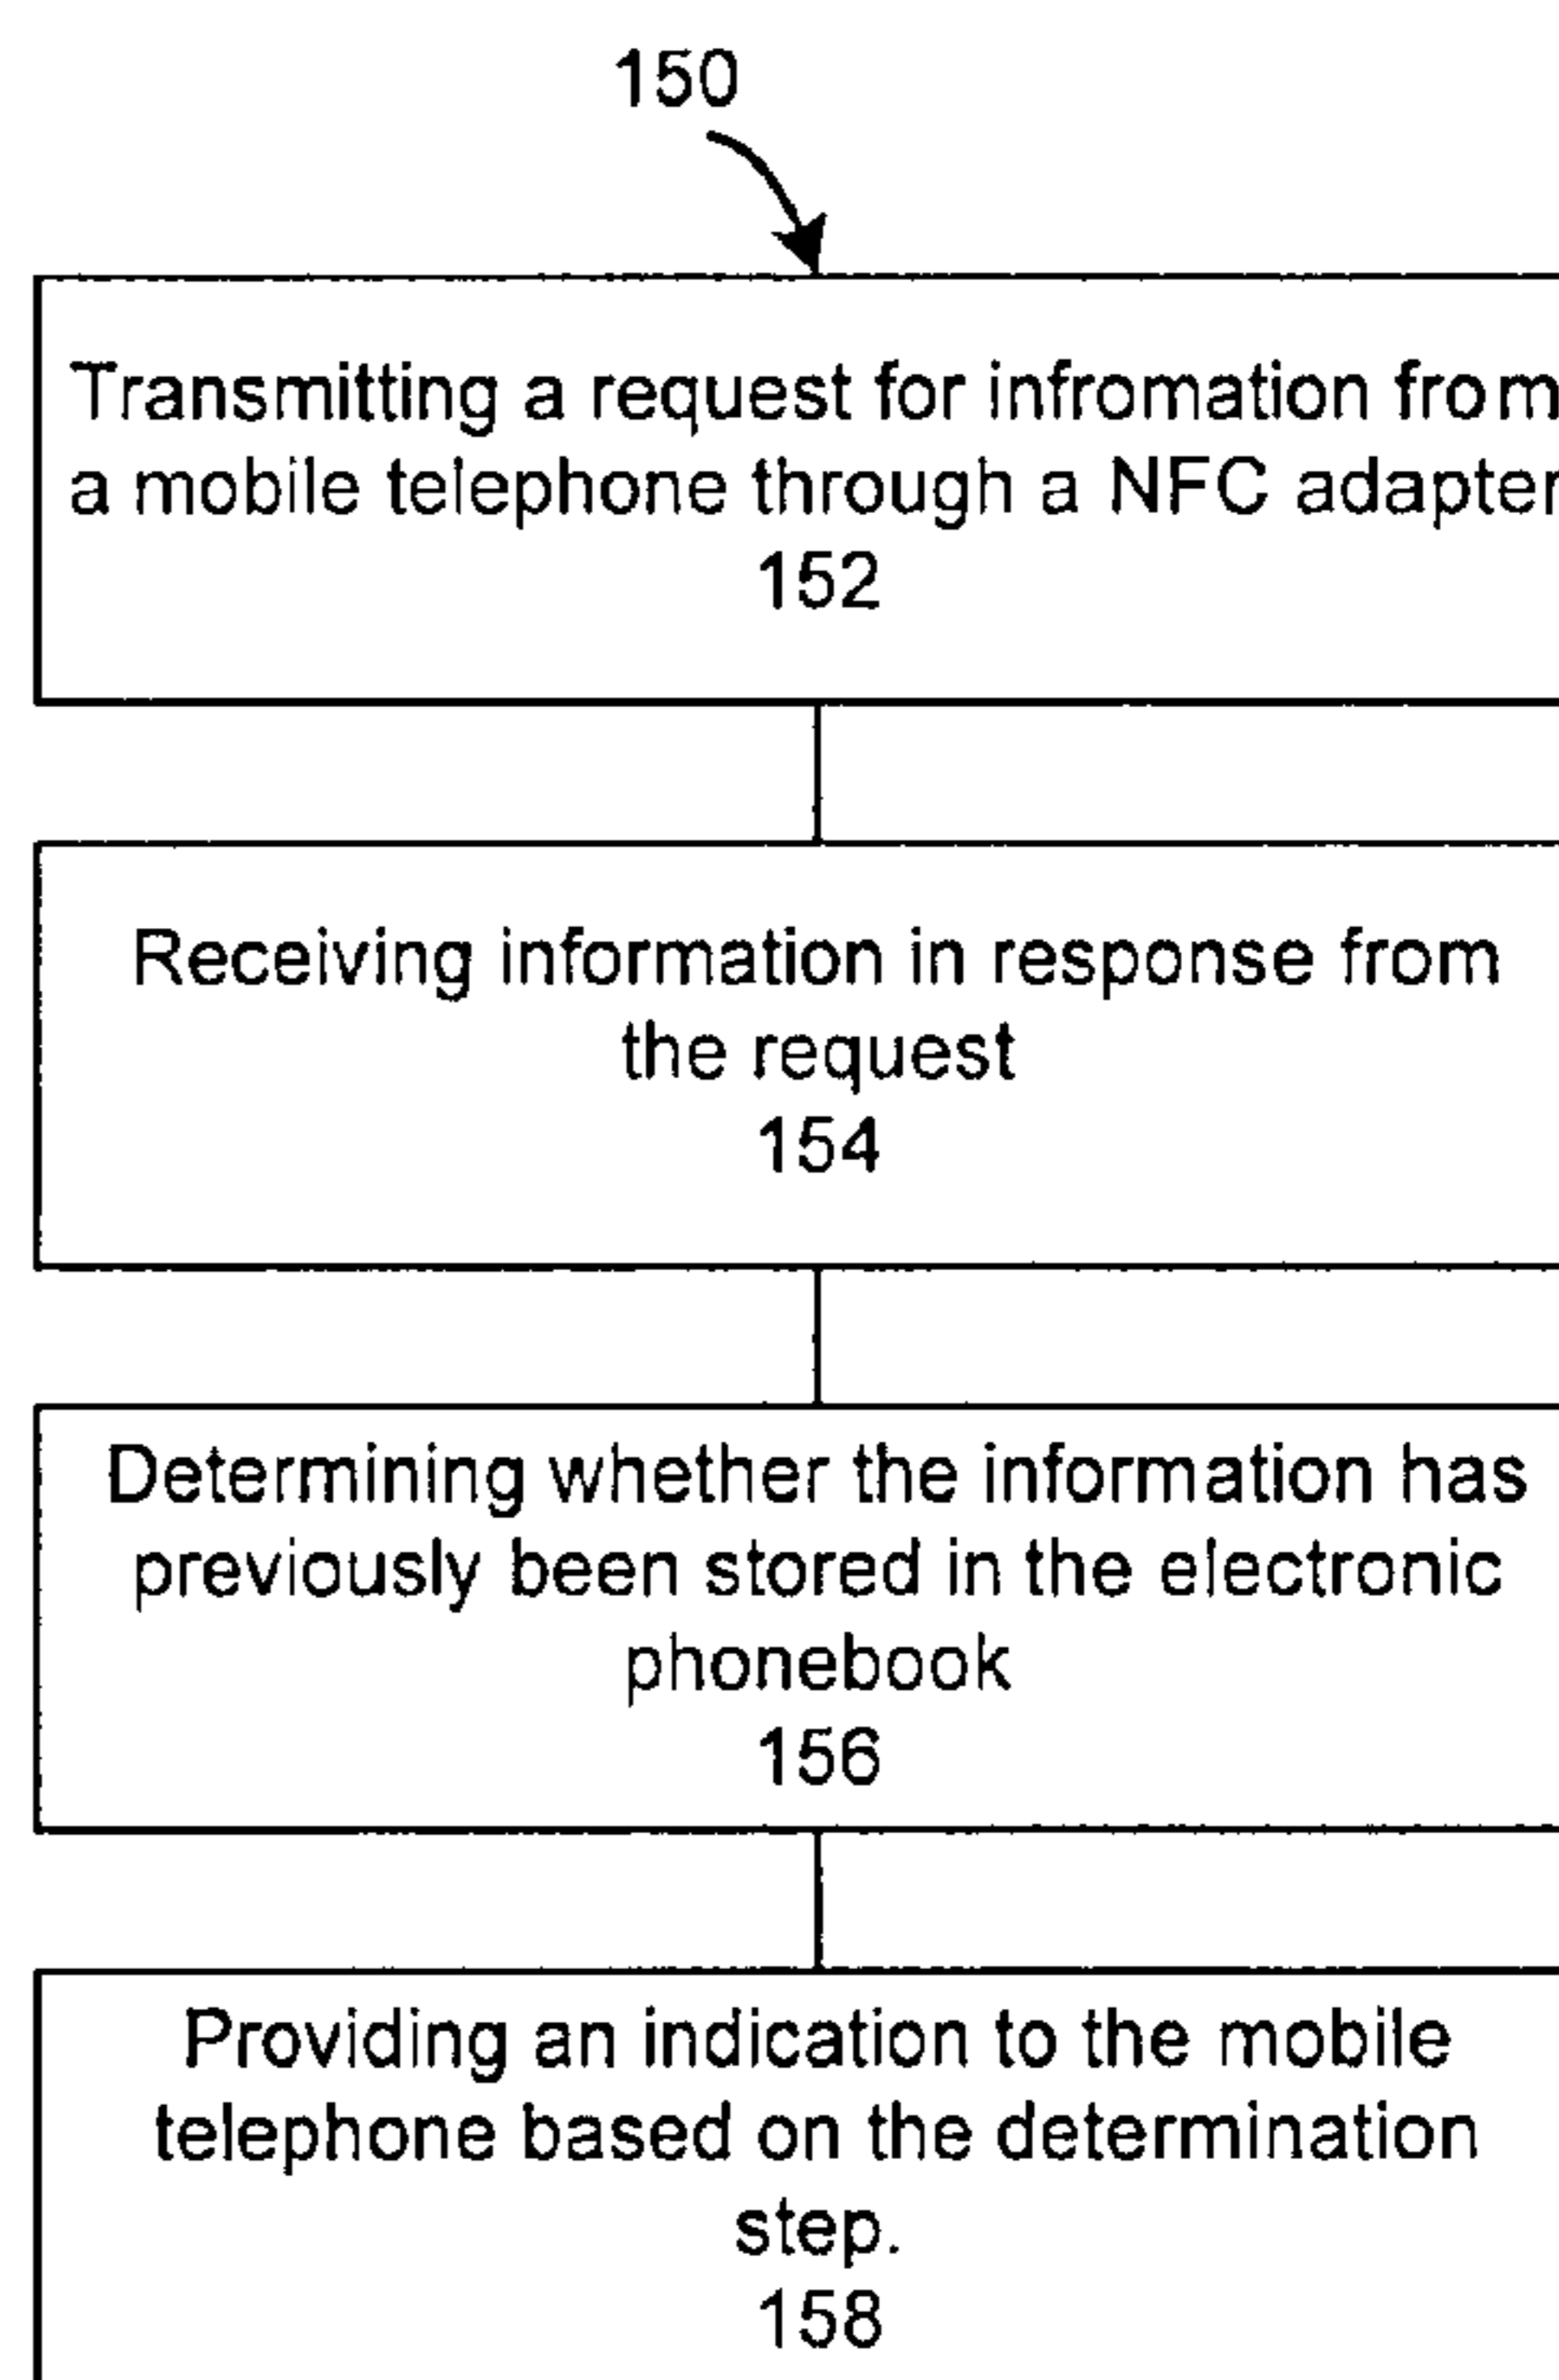 150
Transmitting a request for infromation from
a mobile telephone through a NFC adapter
152
Receiving information in response from
the request
154
Determining whether the information has
previously been stored in the electronic
phonebook
156
Providing an indication to the mobile
telephone based on the determination
step.
158